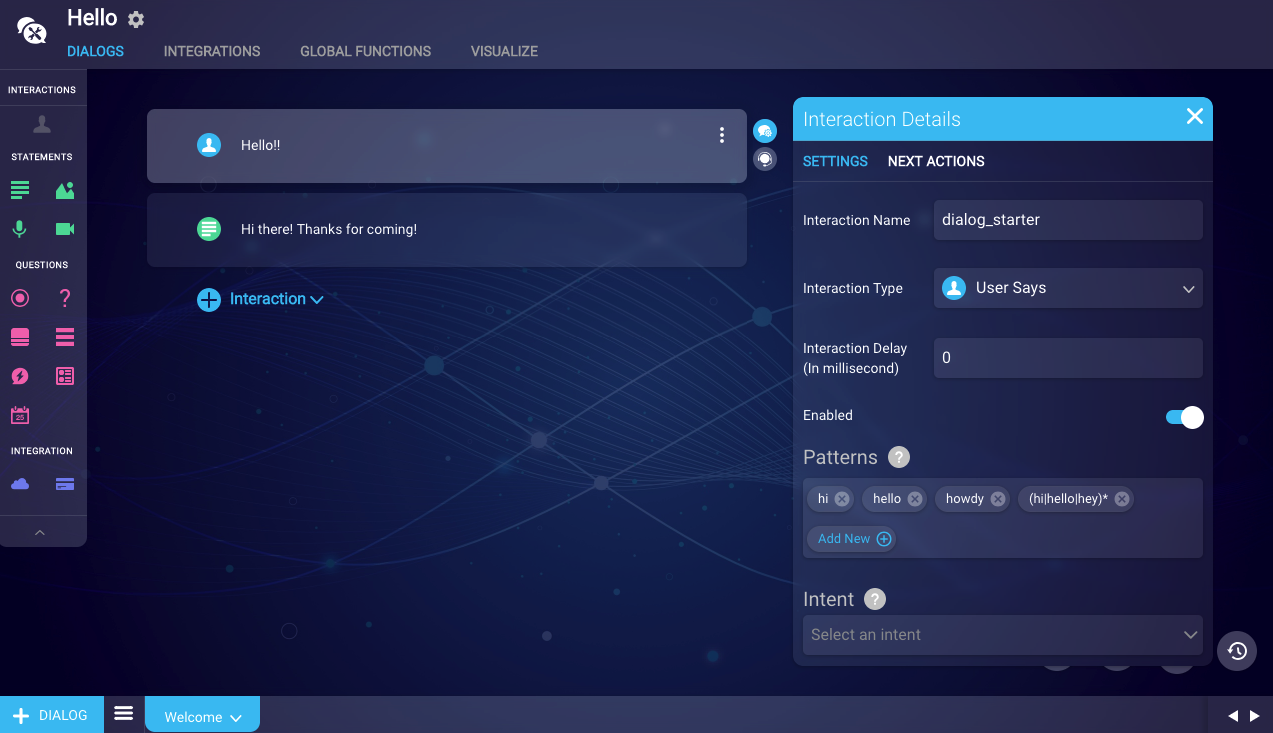 Hello
DIALOGS INTEGRATIONS GLOBAL FUNCTIONS VISUALIZE
INTERACTIONS
STATEMENTS
QUESTIONS
25
INTEGRATION
Hello!!
Hi there! Thanks for coming!
Interaction
Interaction Details
SETTINGS NEXT ACTIONS
Interaction Name dialog_starter
Interaction Type User Says
Interaction Delay
(In millisecond) 0
Enabled
Patterns ?
hi hello howdy (hi|hello|hey)*
Add New
Intent ?
Select an intent
DIALOG Welcome